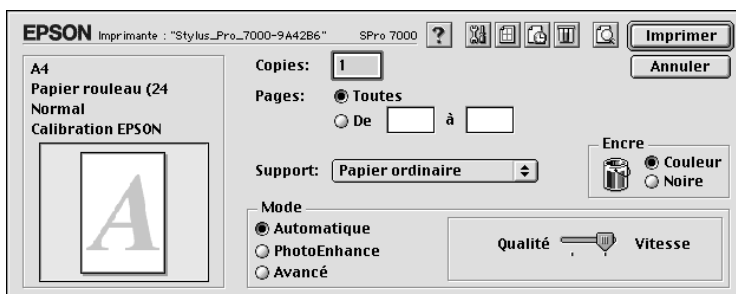 EPSON Imprimante : "Stylus_Pro_7000-9A42B6" SPro 7000 ? Imprimer
Annuler
A4
Papier rouleau (24
Normal
Calibration EPSON
A
Copies: 1
Pages: Toutes
De à
Support: Papier ordinaire
Encre
Couleur
Noire
Mode
Automatique
PhotoEnhance
Avancé
Qualité Vitesse